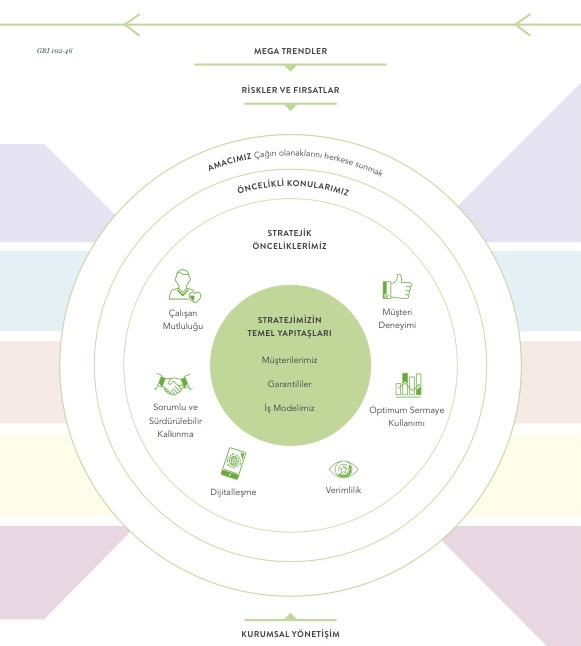 GRI 102-46
MEGA TRENDLER
RİSKLER VE FIRSATLAR
AMACIMIZ Çağın olanaklarını herkese sunmak
ÖNCELİKLİ KONULARIMIZ
STRATEJİK
ÖNCELİKLERİMİZ
Çalışan
Mutluluğu
Müşteri
Deneyimi
STRATEJİMİZİN
TEMEL YAPITAŞLARI
Müşterilerimiz
Garantililer
İş Modelimiz
Sorumlu ve
Sürdürülebilir
Kalkınma
Optimum Sermaye
Kullanımı
Dijitalleşme
Verimlilik
KURUMSAL YÖNETİŞİM